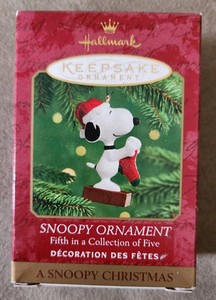 Hallmark
KEEPSAKE
ORNAMENT
SNOOPY ORNAMENT
Fifth in a Collection of Five
DÉCORATION DES FÊTES
A SNOOPY CHRISTMAS